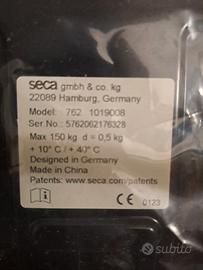 seca gmbh & co. kg
22089 Hamburg, Germany
Model: 762 1019008
Ser No.: 5762062176328
Max 150 kg d = 0,5 kg
+ 10° C / + 40° C
Designed in Germany
Made in China
Patents: www.seca.com/patents
i CE 0123
subito